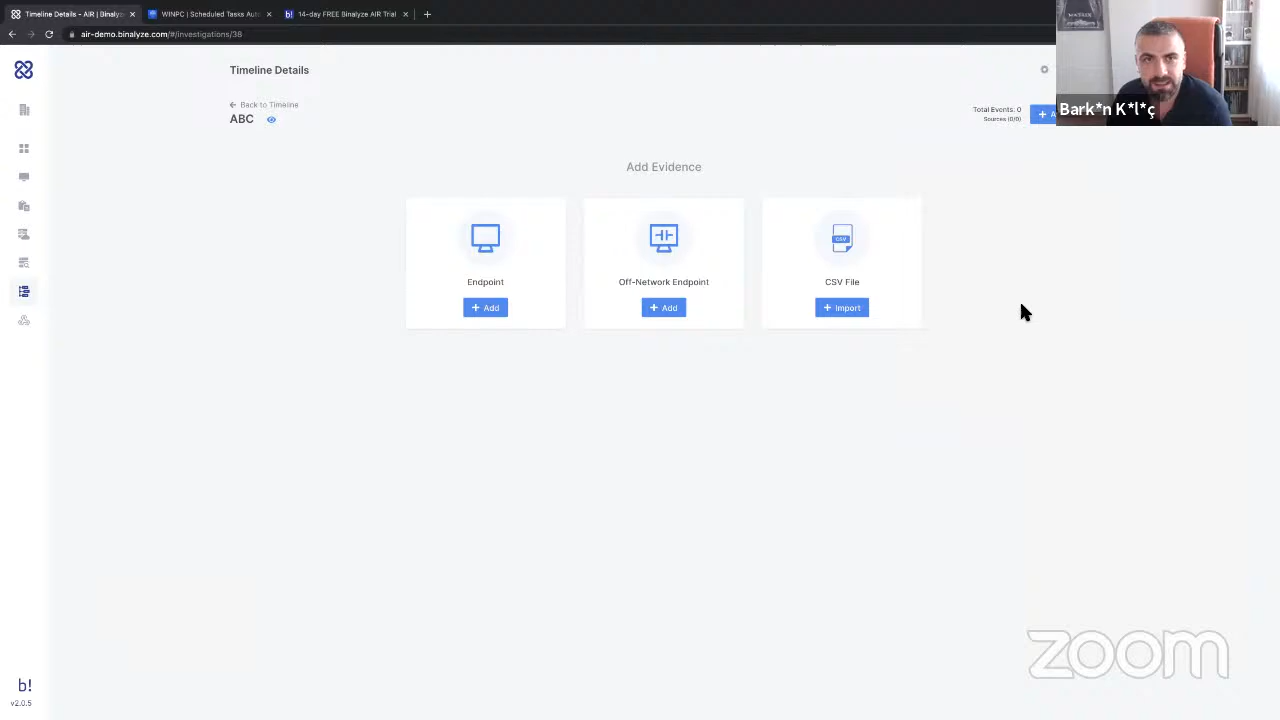 Timeline Details - AIR | Binalyz
WINPC | Scheduled Tasks Aut
b! 14-day FREE Binalyze AIR Trial
air-demo.binalyze.com/#/investigations/38
Timeline Details
Back to Timeline
ABC
Total Events: 0
Sources (0/0)
+ A
Bark*n K*l*ç
Add Evidence
Endpoint
+ Add
Off-Network Endpoint
+ Add
CSV
CSV File
+ Import
zoom
b!
v2.0.5